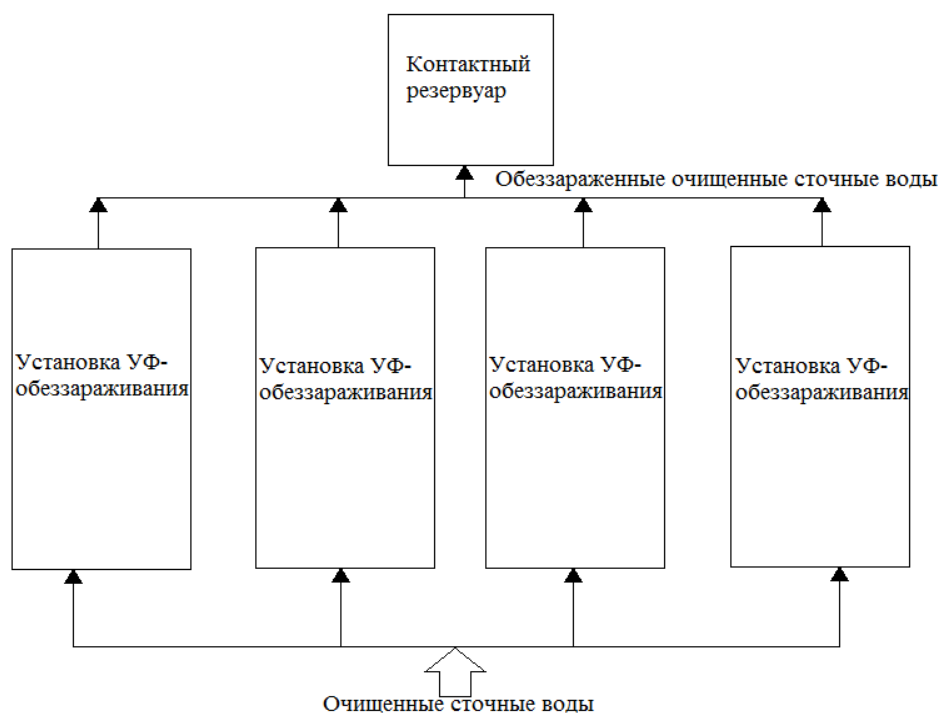 Контактный
резервуар
Обеззараженные очищенные сточные воды
Установка УФ-
обеззараживания
Установка УФ-
обеззараживания
Установка УФ-
обеззараживания
Установка УФ-
обеззараживания
Очищенные сточные воды